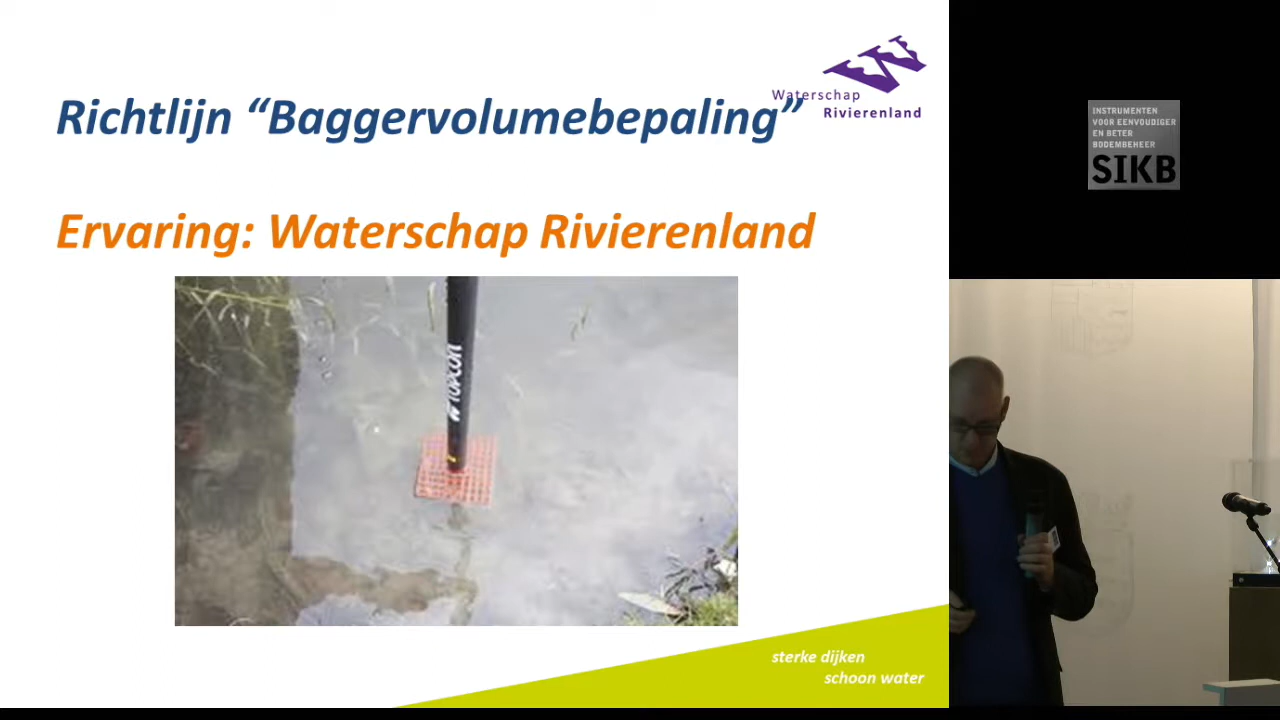 Waterschap
Rivierenland
Richtlijn “Baggervolumebepaling”
Ervaring: Waterschap Rivierenland
TOPCON
sterke dijken
schoon water
INSTRUMENTEN
VOOR EENVOUDIGER
EN BETER
BODEMBEHEER
SIKB